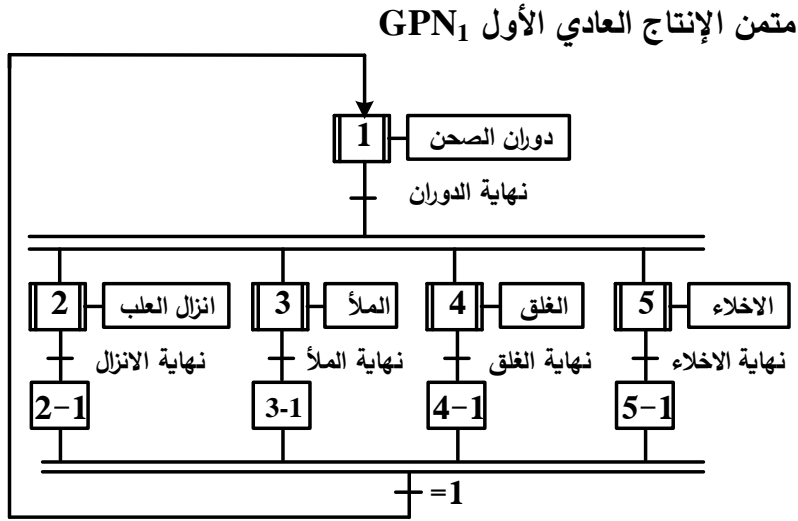 متمن الإنتاج العادي الأول GPN₁
1 دوران الصحن
نهاية الدوران
2 انزال العلب 3 الملأ 4 الغلق 5 الاخلاء
نهاية الانزال نهاية الملأ نهاية الغلق نهاية الاخلاء
2-1 3-1 4-1 5-1
=1